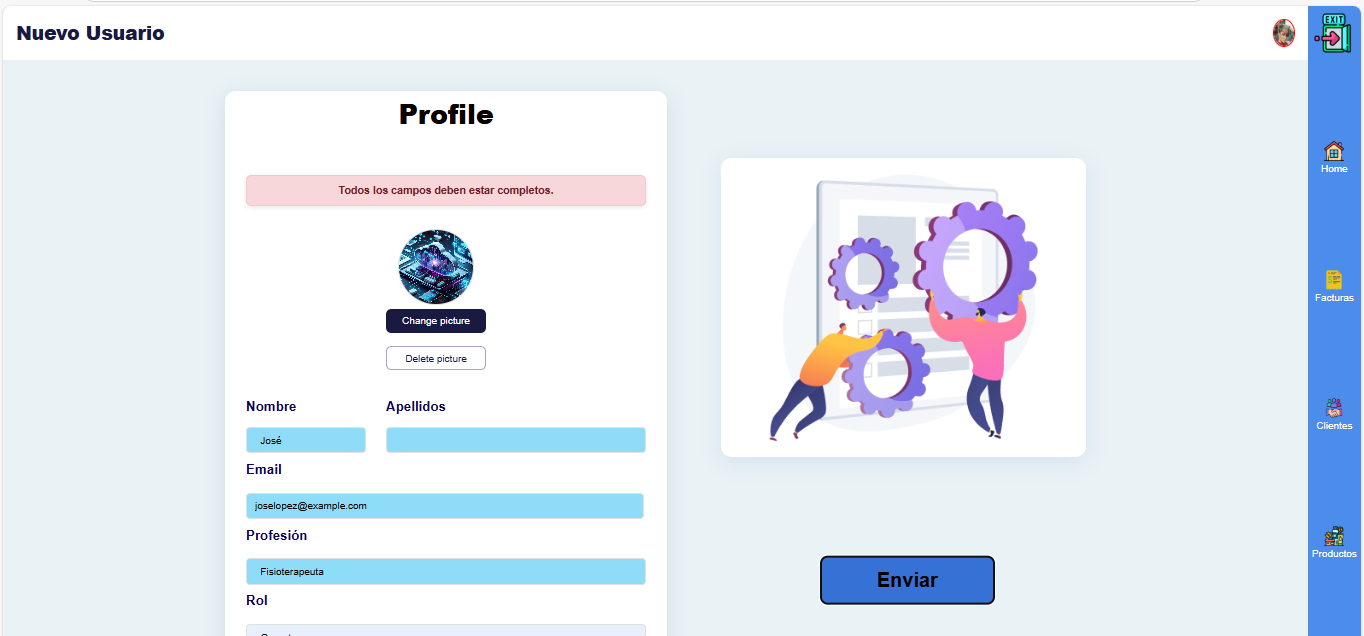 Nuevo Usuario
EXIT
Profile
Todos los campos deben estar completos.
Change picture
Delete picture
Nombre
Apellidos
José
Email
joselopez@example.com
Profesión
Fisioterapeuta
Rol
Enviar
Home
Facturas
Clientes
Productos